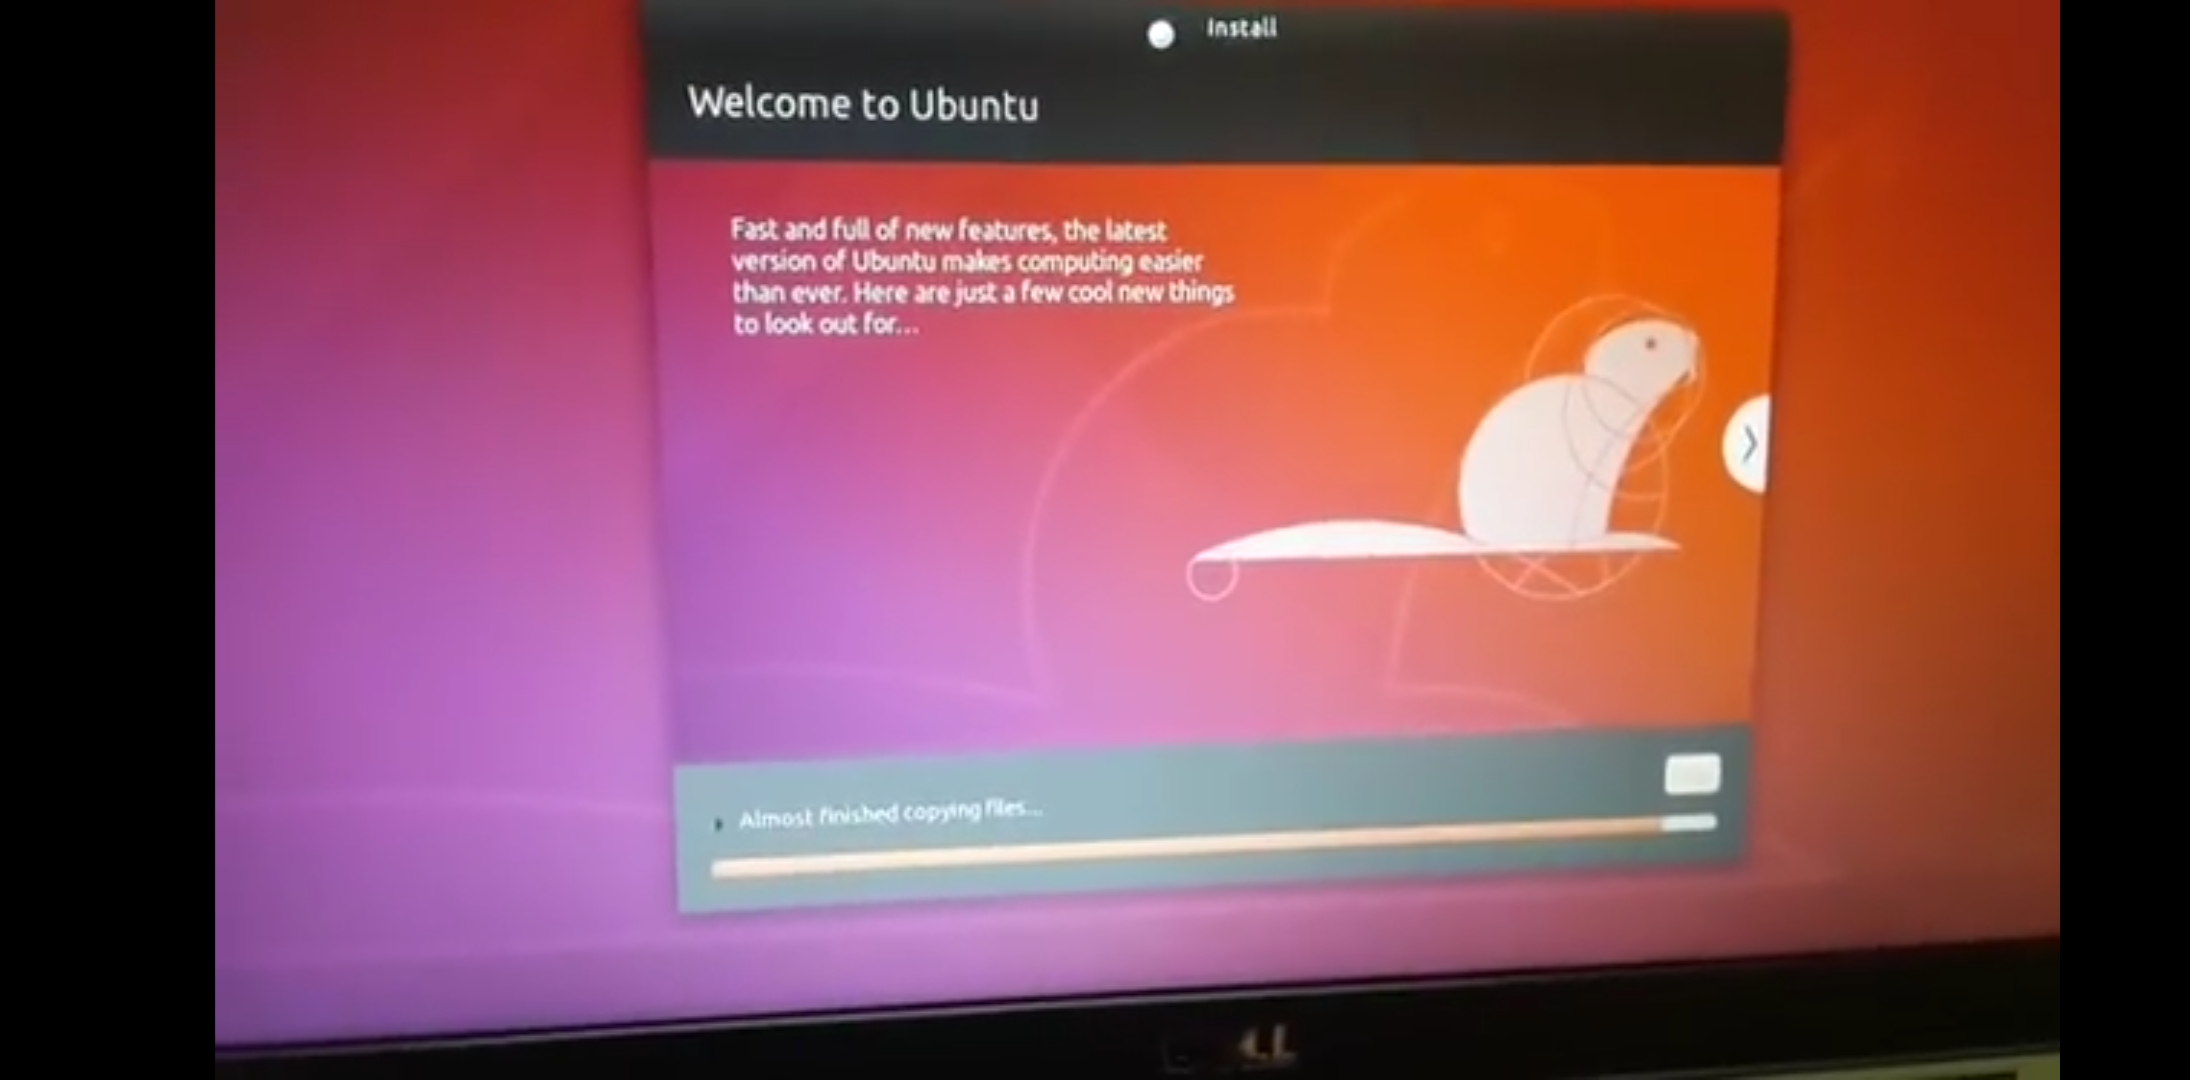 Install
Welcome to Ubuntu
Fast and full of new features, the latest
version of Ubuntu makes computing easier
than ever. Here are just a few cool new things
to look out for...
Almost finished copying files...